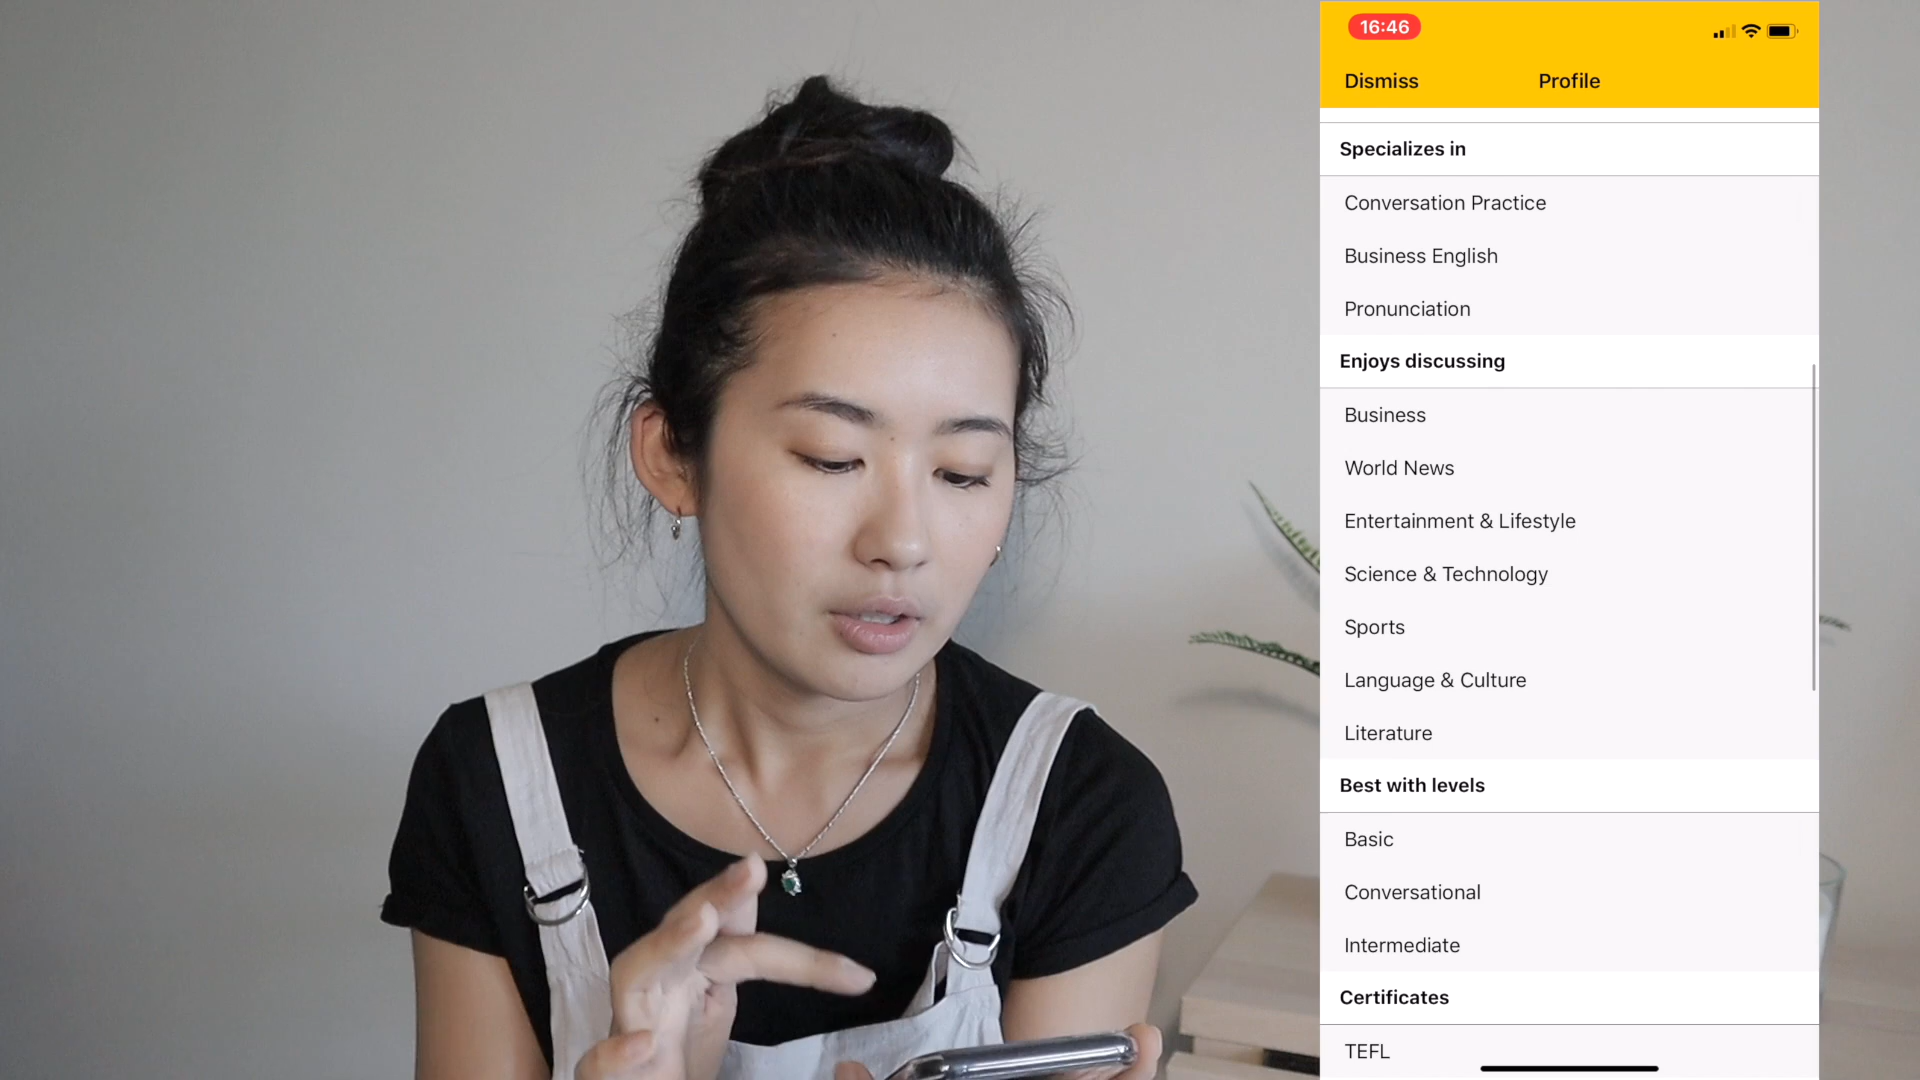 16:46
Dismiss
Profile
Specializes in
Conversation Practice
Business English
Pronunciation
Enjoys discussing
Business
World News
Entertainment & Lifestyle
Science & Technology
Sports
Language & Culture
Literature
Best with levels
Basic
Conversational
Intermediate
Certificates
TEFL